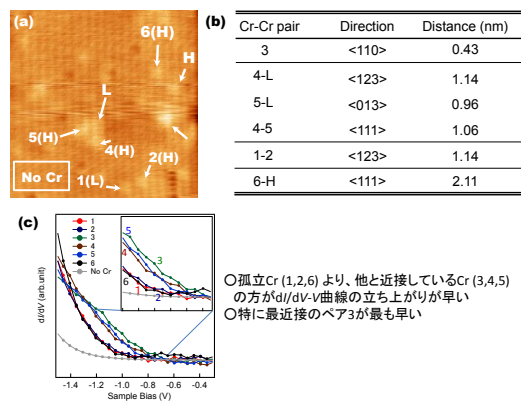 (a)
6(H)
H
L
5(H)
4(H)
2(H)
1(L)
No Cr
(b)
Cr-Cr pair Direction Distance (nm)
3 <110> 0.43
4-L <123> 1.14
5-L <013> 0.96
4-5 <111> 1.06
1-2 <123> 1.14
6-H <111> 2.11
(c)
1
2
3
4
5
6
No Cr
5
4
3
6
1
2
dI/dV (arb.unit)
-1.4 -1.2 -1.0 -0.8 -0.6 -0.4
Sample Bias (V)
○孤立Cr (1,2,6) より、他と近接しているCr (3,4,5)
の方がdI/dV-V曲線の立ち上がりが早い
○特に最近接のペア3が最も早い